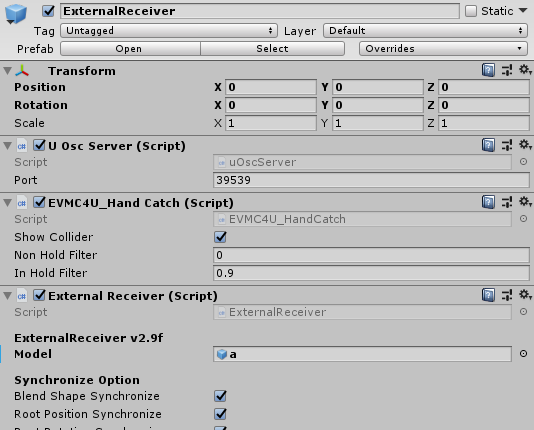 ExternalReceiver Static
Tag Untagged Layer Default
Prefab Open Select Overrides
Transform
Position X 0 Y 0 Z 0
Rotation X 0 Y 0 Z 0
Scale X 1 Y 1 Z 1
U Osc Server (Script)
Script uOscServer
Port 39539
EVMC4U_Hand Catch (Script)
Script EVMC4U_HandCatch
Show Collider
Non Hold Filter 0
In Hold Filter 0.9
External Receiver (Script)
Script ExternalReceiver
ExternalReceiver v2.9f
Model a
Synchronize Option
Blend Shape Synchronize
Root Position Synchronize